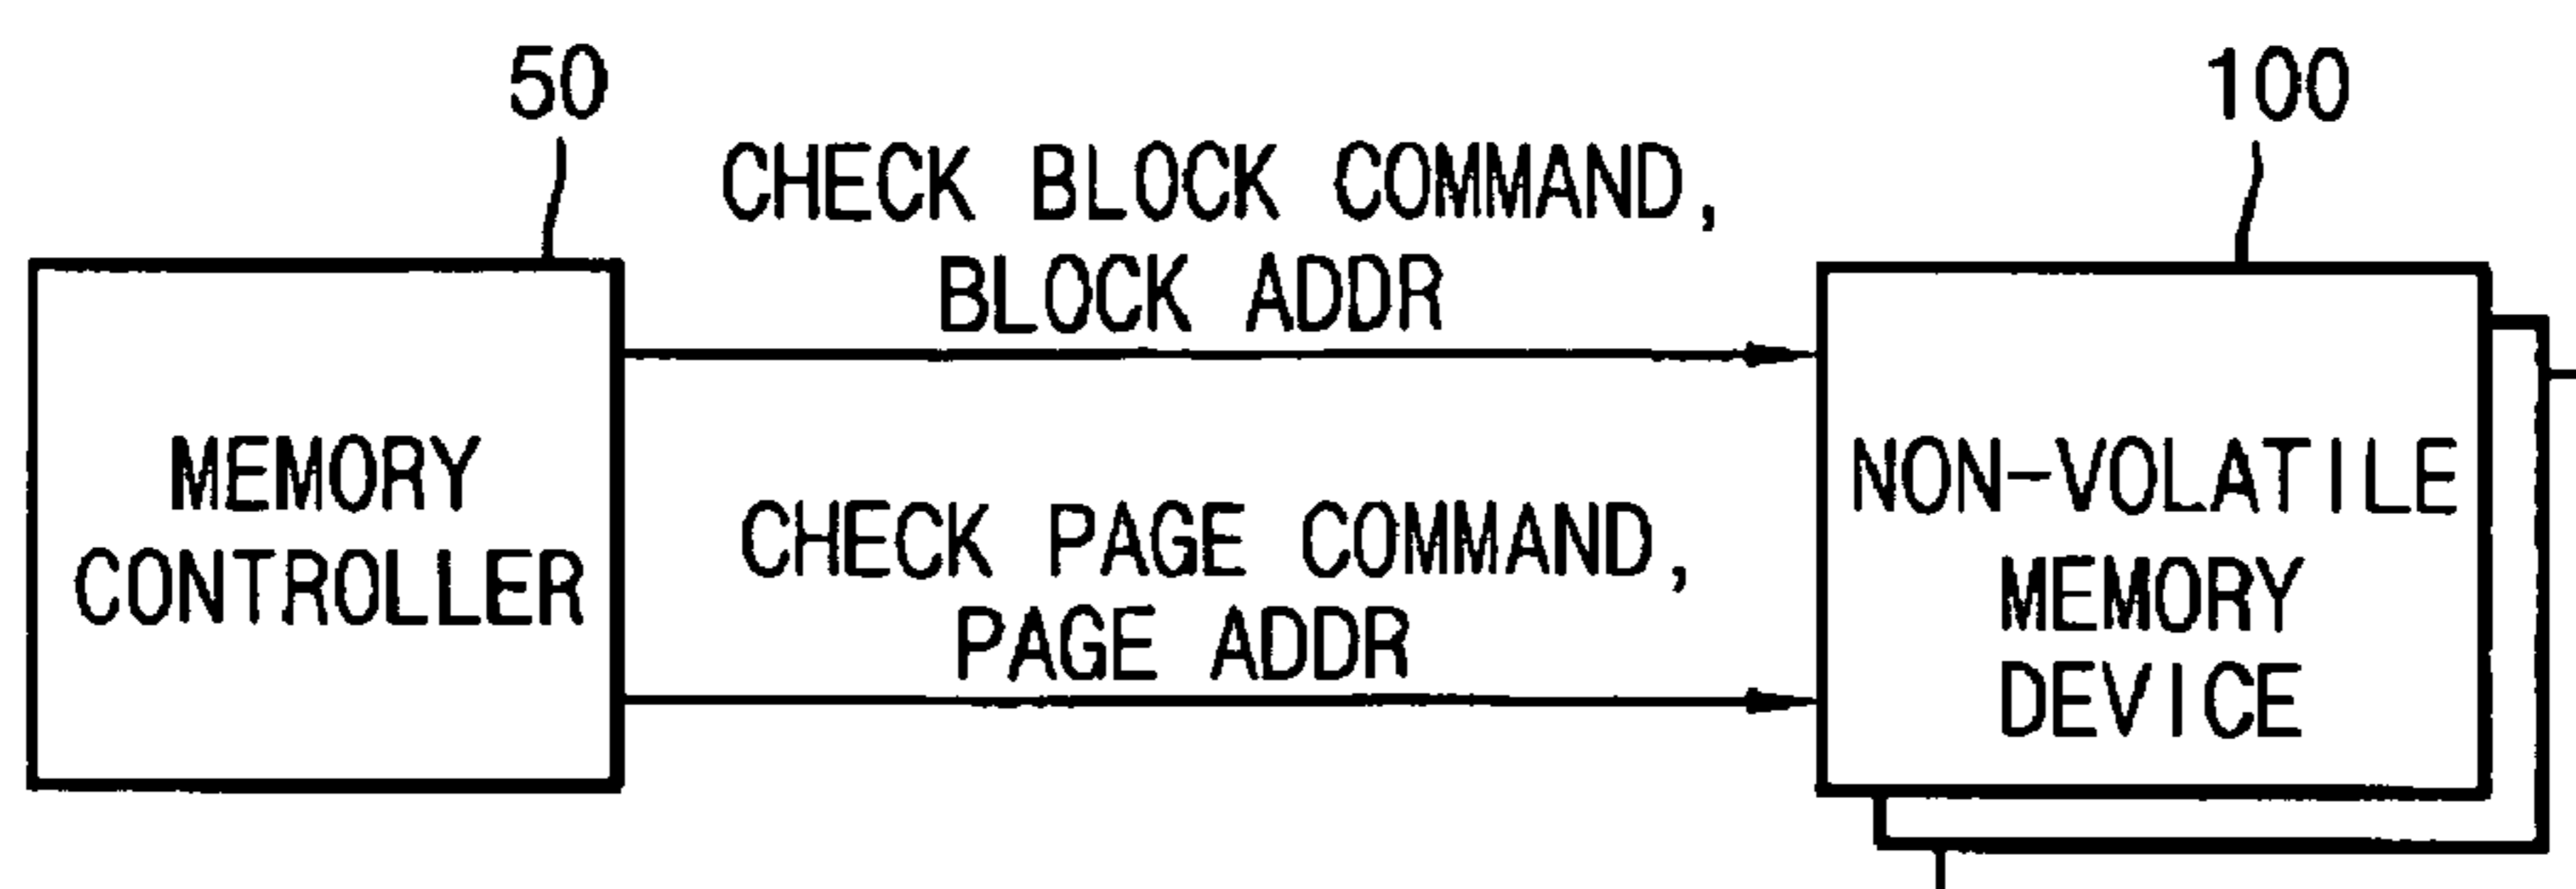 50
100
CHECK BLOCK COMMAND,
BLOCK ADDR
MEMORY
CONTROLLER
CHECK PAGE COMMAND,
PAGE ADDR
NON-VOLATILE
MEMORY
DEVICE